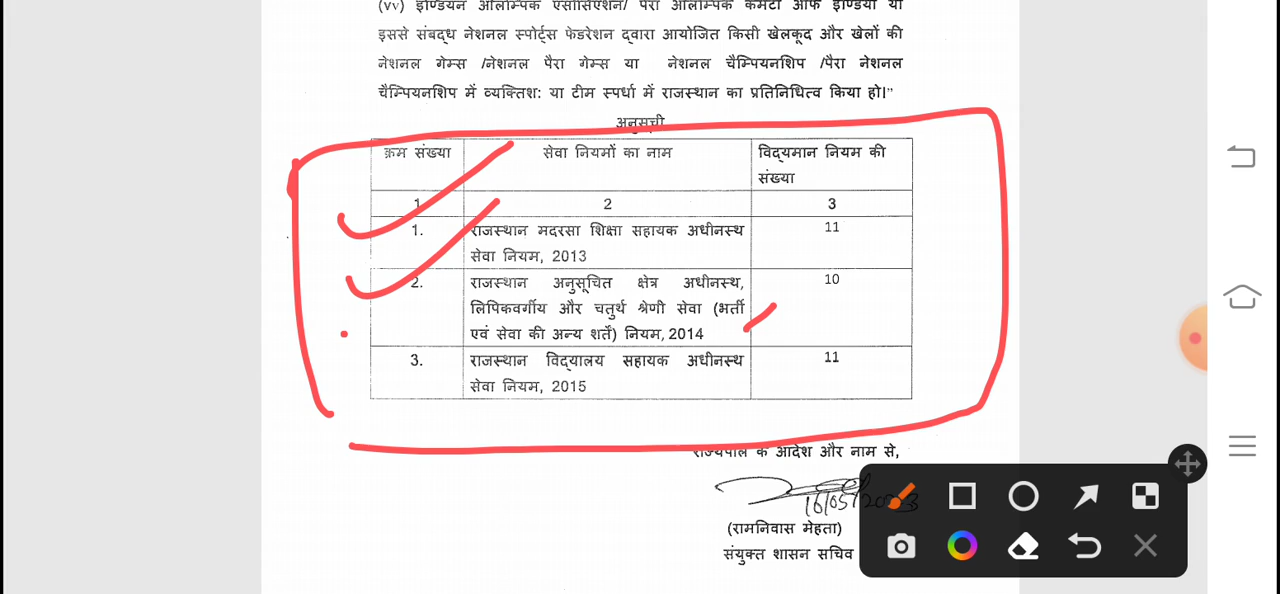 (vv) इण्डियन ओलम्पिक एसोसिएशन/ पैरा ओलम्पिक कमेटी ऑफ इण्डिया या
इससे संबद्ध नेशनल स्पोर्ट्स फेडरेशन द्वारा आयोजित किसी खेलकूद और खेलों की
नेशनल गेम्स /नेशनल पैरा गेम्स या नेशनल चैम्पियनशिप /पैरा नेशनल
चैम्पियनशिप में व्यक्तिश: या टीम स्पर्धा में राजस्थान का प्रतिनिधित्व किया हो।”
अनुसूची
क्रम संख्या सेवा नियमों का नाम विद्यमान नियम की
संख्या
1 2 3
1. राजस्थान मदरसा शिक्षा सहायक अधीनस्थ 11
सेवा नियम, 2013
2. राजस्थान अनुसूचित क्षेत्र अधीनस्थ, 10
लिपिकवर्गीय और चतुर्थ श्रेणी सेवा (भर्ती
एवं सेवा की अन्य शर्तें) नियम, 2014
3. राजस्थान विद्यालय सहायक अधीनस्थ 11
सेवा नियम, 2015
राज्यपाल के आदेश और नाम से,
16/05/2023
(रामनिवास मेहता)
संयुक्त शासन सचिव